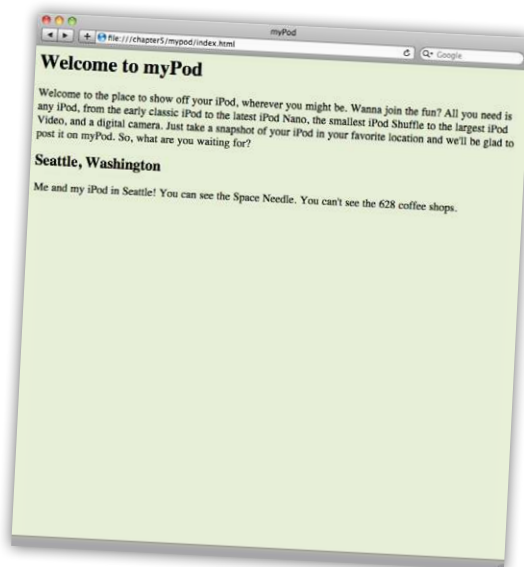 myPod
file:///chapter5/mypod/index.html
Google
Welcome to myPod
Welcome to the place to show off your iPod, wherever you might be. Wanna join the fun? All you need is
any iPod, from the early classic iPod to the latest iPod Nano, the smallest iPod Shuffle to the largest iPod
Video, and a digital camera. Just take a snapshot of your iPod in your favorite location and we'll be glad to
post it on myPod. So, what are you waiting for?
Seattle, Washington
Me and my iPod in Seattle! You can see the Space Needle. You can't see the 628 coffee shops.